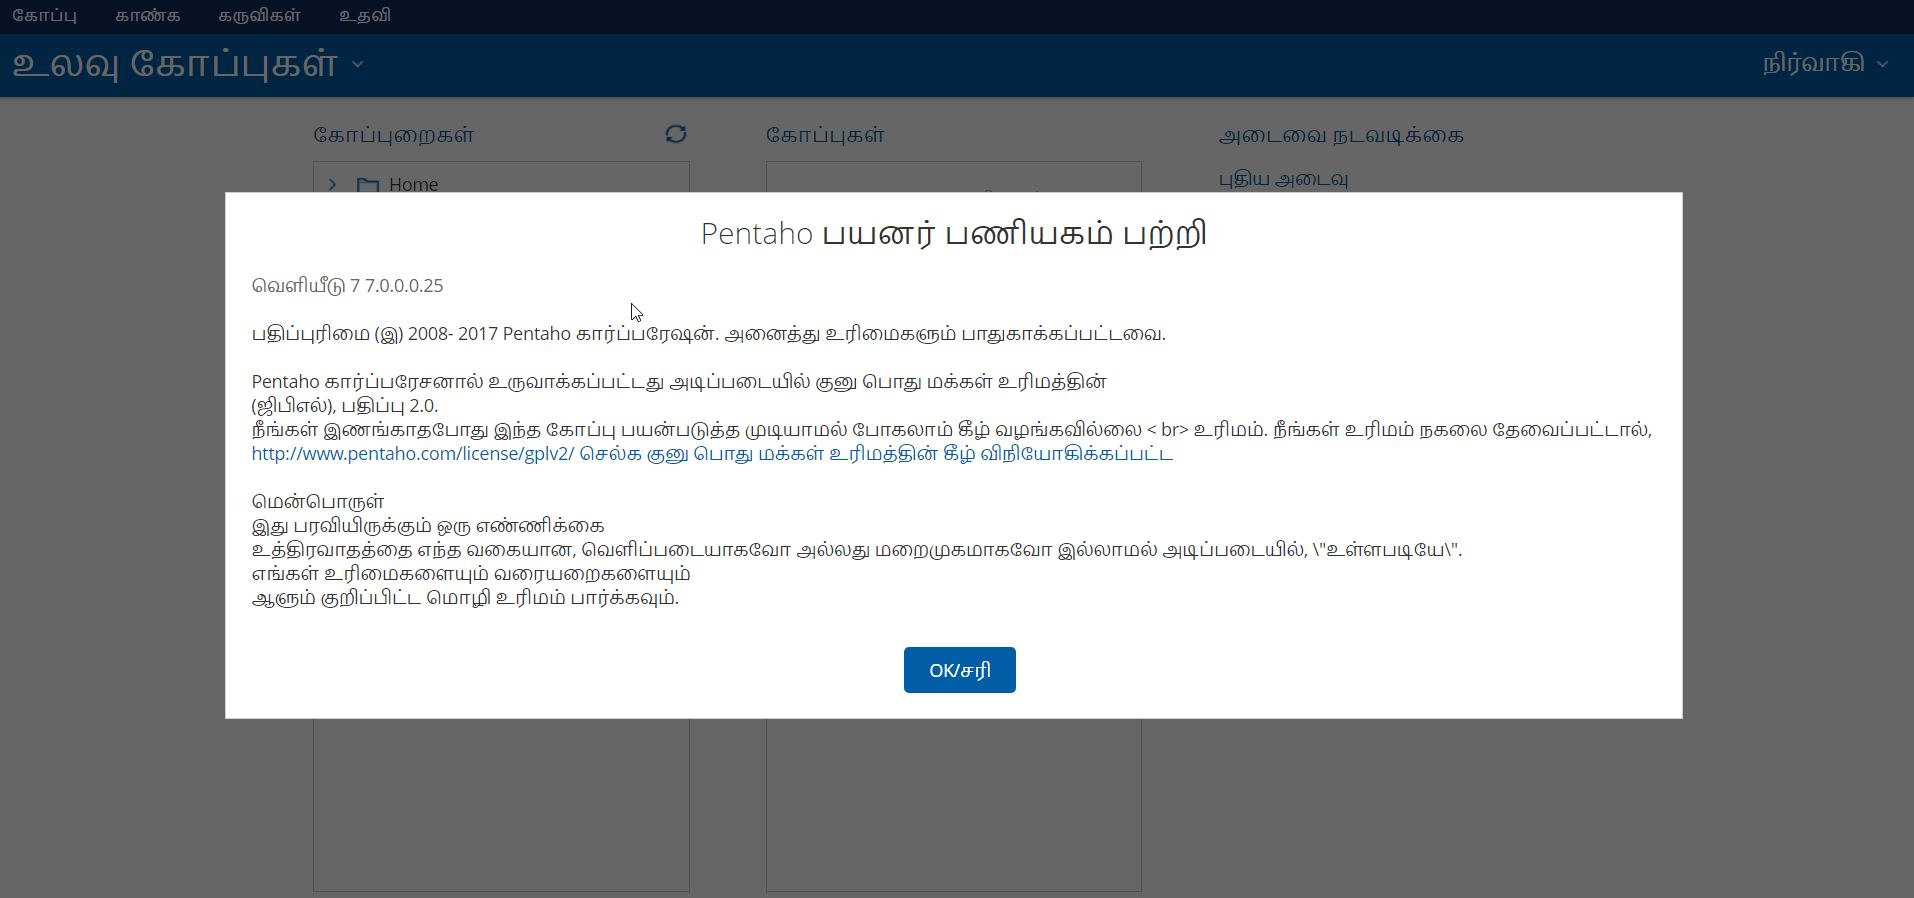 கோப்பு காண்க கருவிகள் உதவி
உலவு கோப்புகள் நிர்வாகி
கோப்புறைகள் கோப்புகள் அடைவை நடவடிக்கை
Home புதிய அடைவு
Pentaho பயனர் பணியகம் பற்றி
வெளியீடு 7 7.0.0.0.25
பதிப்புரிமை (இ) 2008- 2017 Pentaho கார்ப்பரேஷன். அனைத்து உரிமைகளும் பாதுகாக்கப்பட்டவை.
Pentaho கார்ப்பரேசனால் உருவாக்கப்பட்டது அடிப்படையில் குனு பொது மக்கள் உரிமத்தின்
(ஜிபிஎல்), பதிப்பு 2.0.
நீங்கள் இணங்காதபோது இந்த கோப்பு பயன்படுத்த முடியாமல் போகலாம் கீழ் வழங்கவில்லை < br> உரிமம். நீங்கள் உரிமம் நகலை தேவைப்பட்டால்,
http://www.pentaho.com/license/gplv2/ செல்க குனு பொது மக்கள் உரிமத்தின் கீழ் விநியோகிக்கப்பட்ட
மென்பொருள்
இது பரவியிருக்கும் ஒரு எண்ணிக்கை
உத்திரவாதத்தை எந்த வகையான, வெளிப்படையாகவோ அல்லது மறைமுகமாகவோ இல்லாமல் அடிப்படையில், \"உள்ளபடியே\".
எங்கள் உரிமைகளையும் வரையறைகளையும்
ஆளும் குறிப்பிட்ட மொழி உரிமம் பார்க்கவும்.
OK/சரி